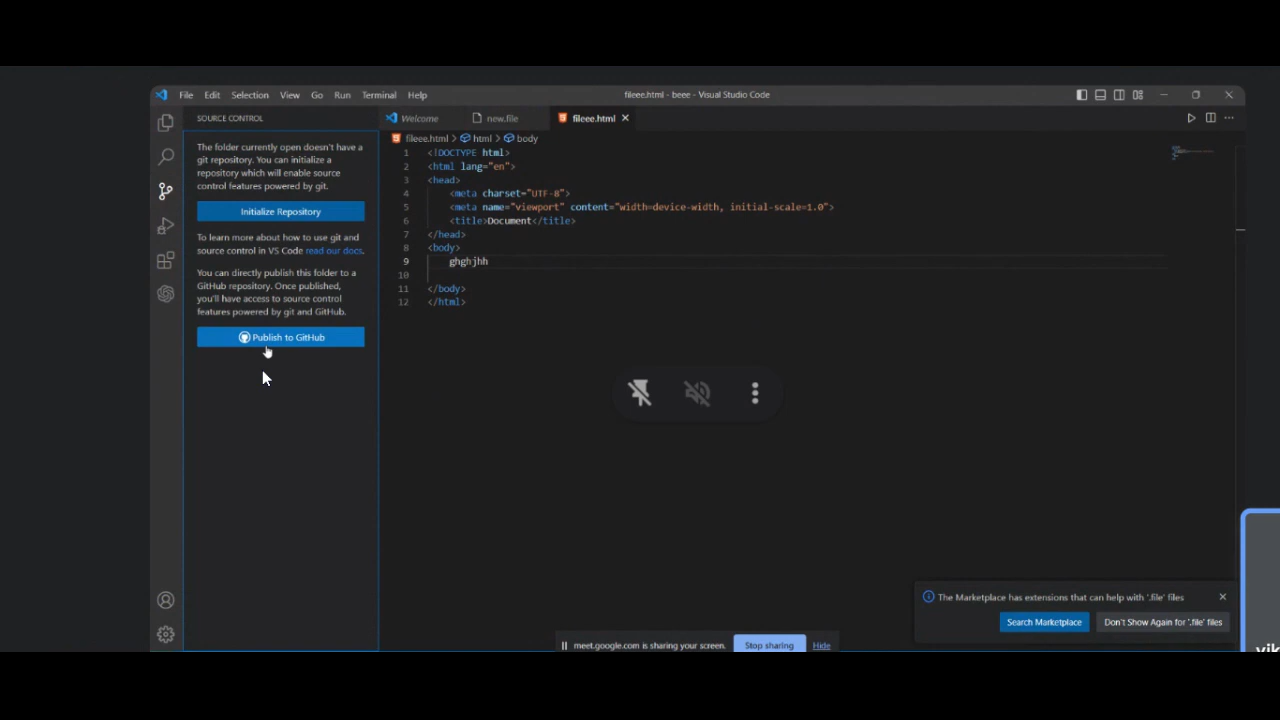 File Edit Selection View Go Run Terminal Help
fileee.html - beee - Visual Studio Code
SOURCE CONTROL
The folder currently open doesn't have a
git repository. You can initialize a
repository which will enable source
control features powered by git.
Initialize Repository
To learn more about how to use git and
source control in VS Code read our docs.
You can directly publish this folder to a
GitHub repository. Once published,
you'll have access to source control
features powered by git and GitHub.
Publish to GitHub
Welcome
new.file
fileee.html
fileee.html > html > body
1 <!DOCTYPE html>
2 <html lang="en">
3 <head>
4 <meta charset="UTF-8">
5 <meta name="viewport" content="width=device-width, initial-scale=1.0">
6 <title>Document</title>
7 </head>
8 <body>
9 ghghjhh
10
11 </body>
12 </html>
The Marketplace has extensions that can help with '.file' files
Search Marketplace
Don't Show Again for '.file' files
meet.google.com is sharing your screen.
Stop sharing
Hide